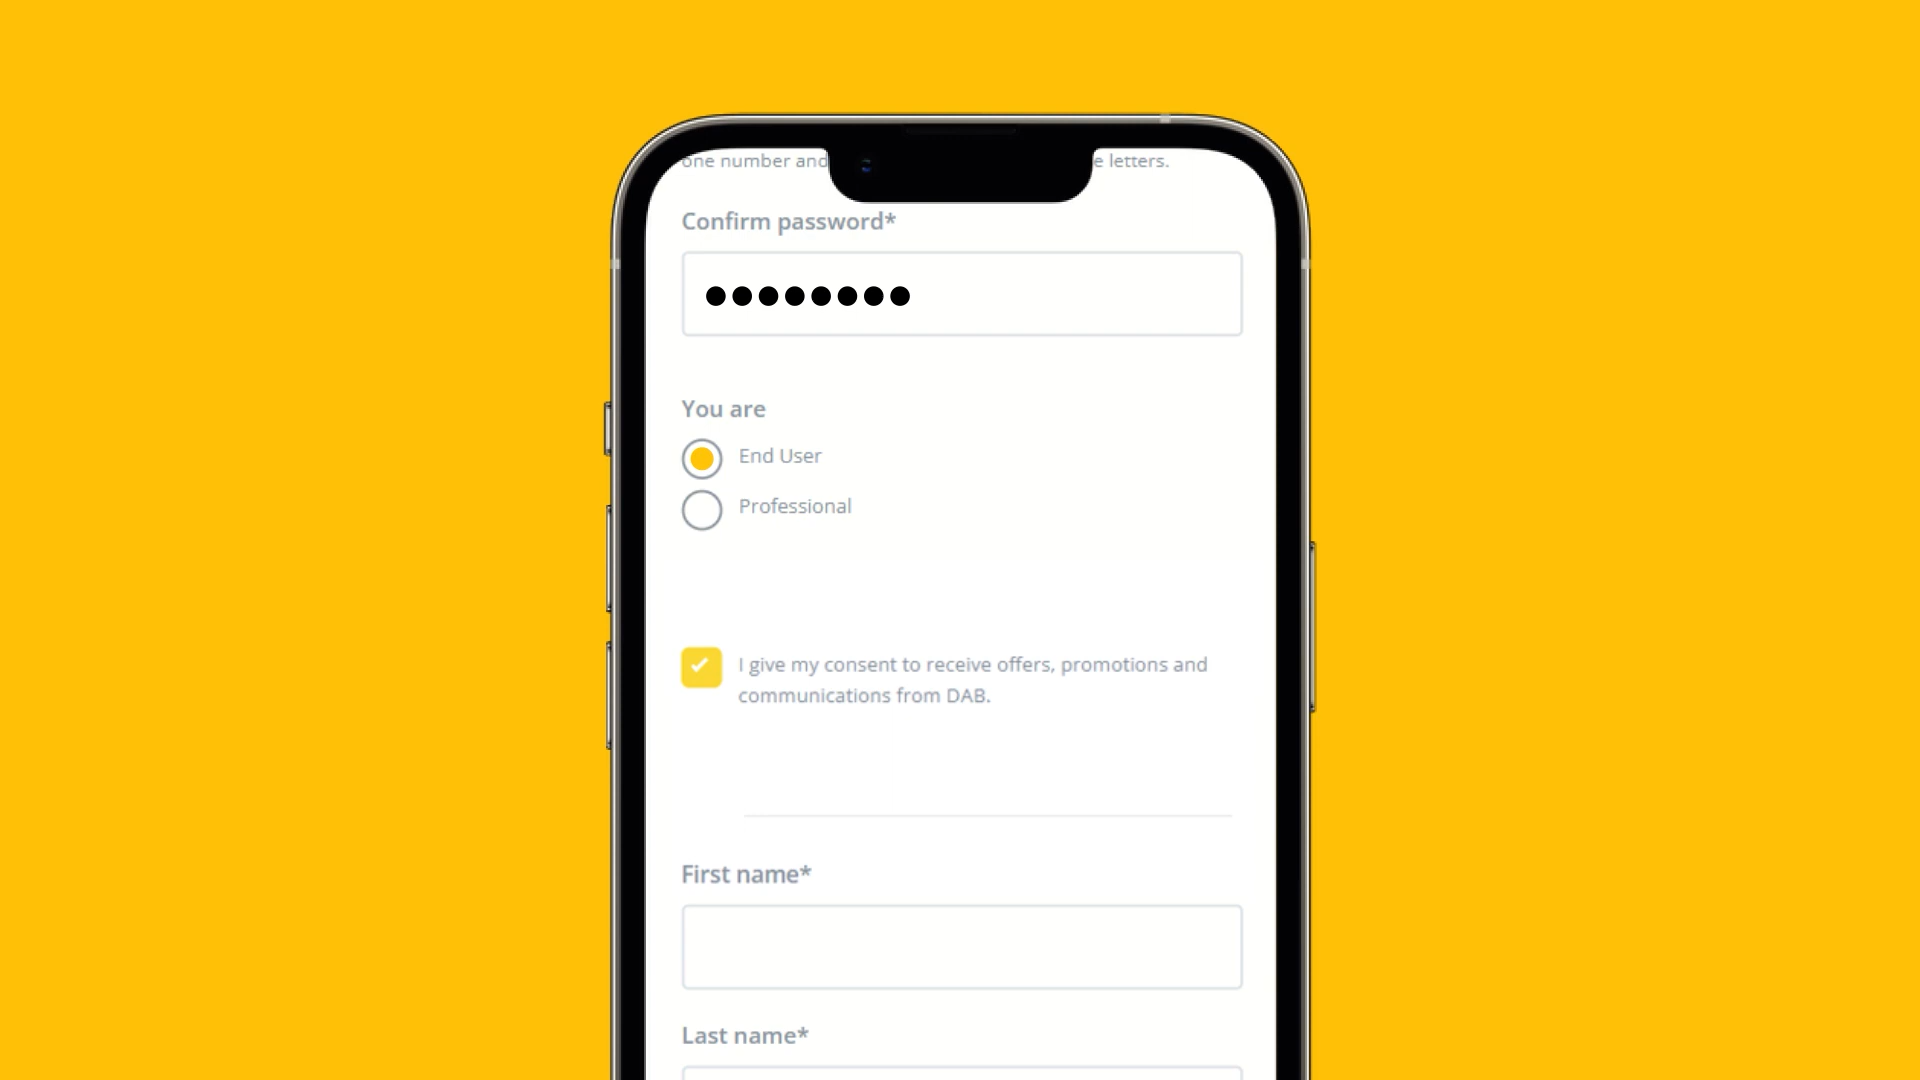 one number and e letters.
Confirm password*
You are
End User
Professional
I give my consent to receive offers, promotions and
communications from DAB.
First name*
Last name*